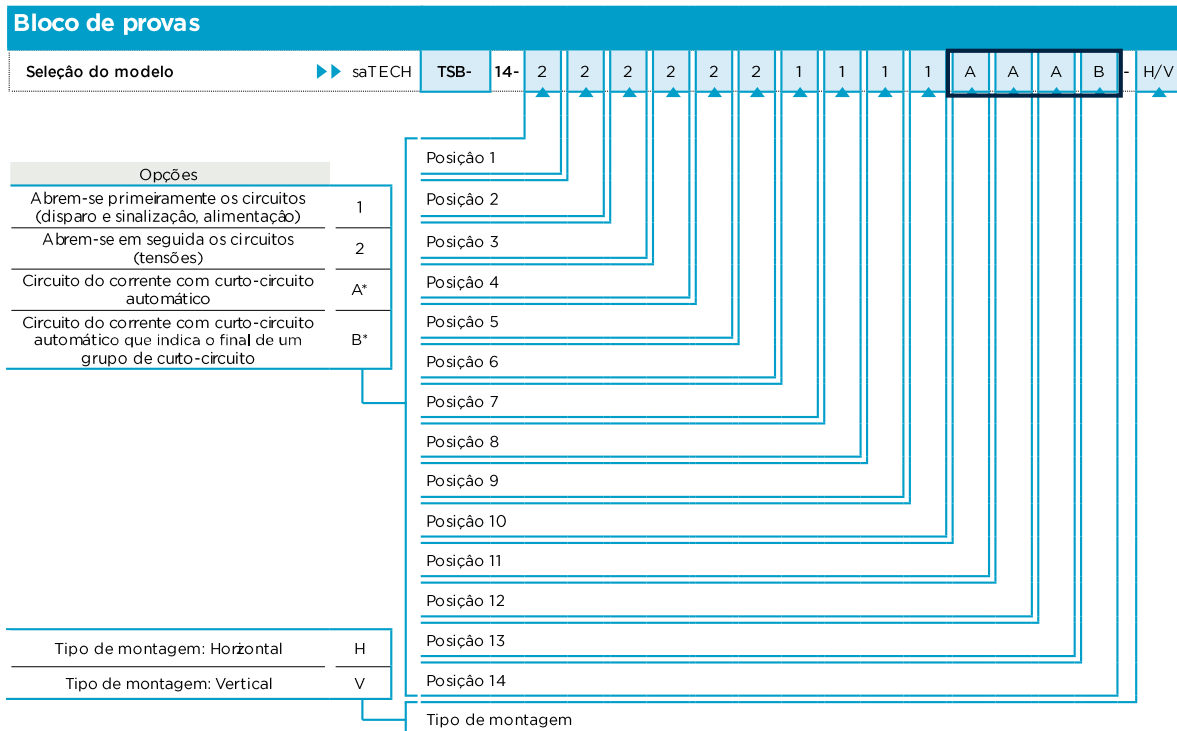 Bloco de provas
Seleção do modelo saTECH TSB- 14- 2 2 2 2 2 2 1 1 1 1 A A A B - H/V
Posição 1
Opções
Abrem-se primeiramente os circuitos
(disparo e sinalização, alimentação) 1
Posição 2
Abrem-se em seguida os circuitos
(tensões) 2
Posição 3
Circuito do corrente com curto-circuito
automático A*
Posição 4
Circuito do corrente com curto-circuito
automático que indica o final de um
grupo de curto-circuito B*
Posição 5
Posição 6
Posição 7
Posição 8
Posição 9
Posição 10
Posição 11
Posição 12
Posição 13
Tipo de montagem: Horizontal H
Tipo de montagem: Vertical V
Posição 14
Tipo de montagem